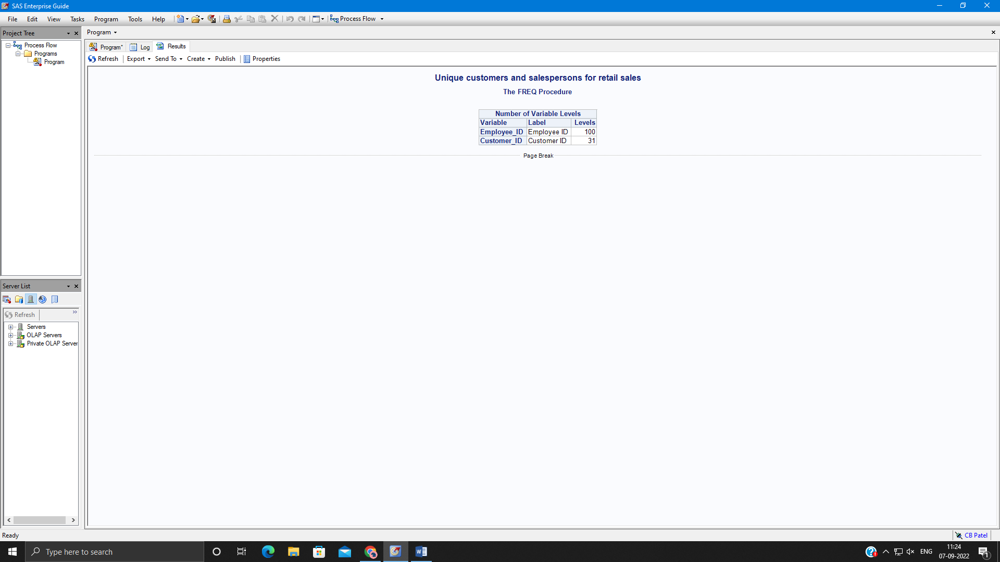 SAS Enterprise Guide
File Edit View Tasks Program Tools Help Process Flow
Project Tree
Process Flow
Programs
Program
Program
Program* Log Results
Refresh Export Send To Create Publish Properties
Unique customers and salespersons for retail sales
The FREQ Procedure
Number of Variable Levels
Variable Label Levels
Employee_ID Employee ID 100
Customer_ID Customer ID 31
Page Break
Server List
Refresh »
Servers
OLAP Servers
Private OLAP Server
Ready
CB Patel
Type here to search
ENG
11:24
07-09-2022
1